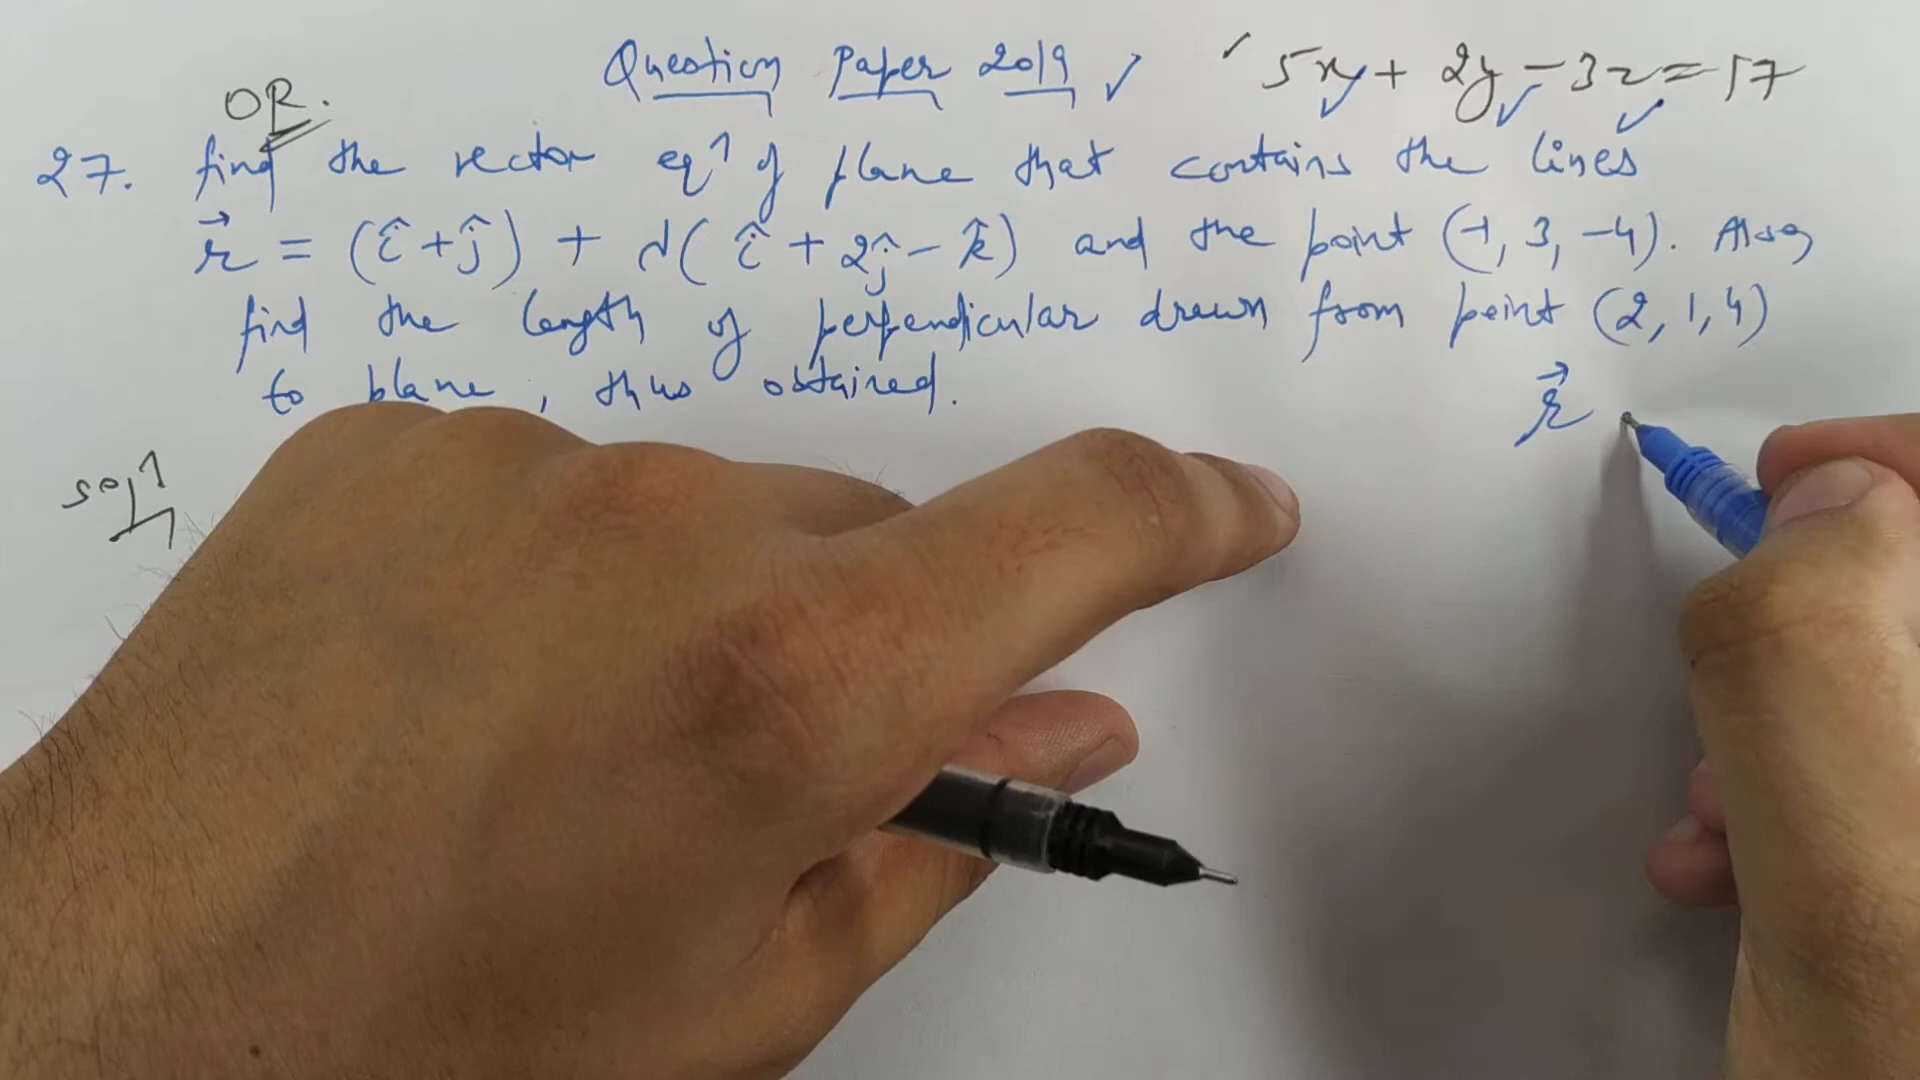 Question Paper 2019 ✓
✓ 5x + 2y - 3z = 17
OR.
27. find the vector eqn of plane that contains the lines
r⃗ = (î + ĵ) + λ(î + 2ĵ - k̂) and the point (-1, 3, -4). Also
find the length of perpendicular drawn from point (2, 1, 4)
to plane, thus obtained.
r⃗
Soln